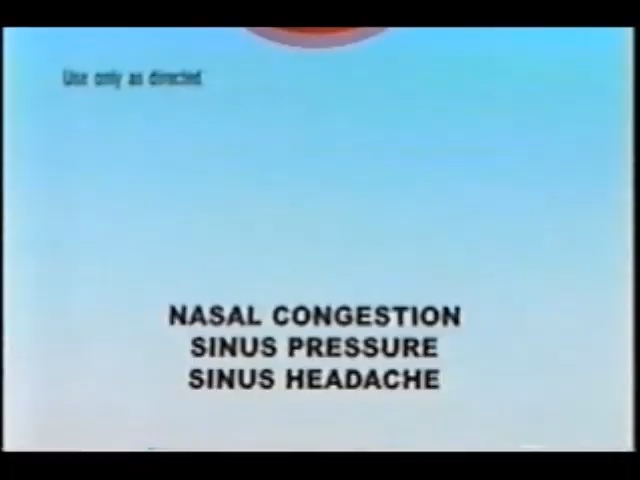 Use only as directed
NASAL CONGESTION
SINUS PRESSURE
SINUS HEADACHE